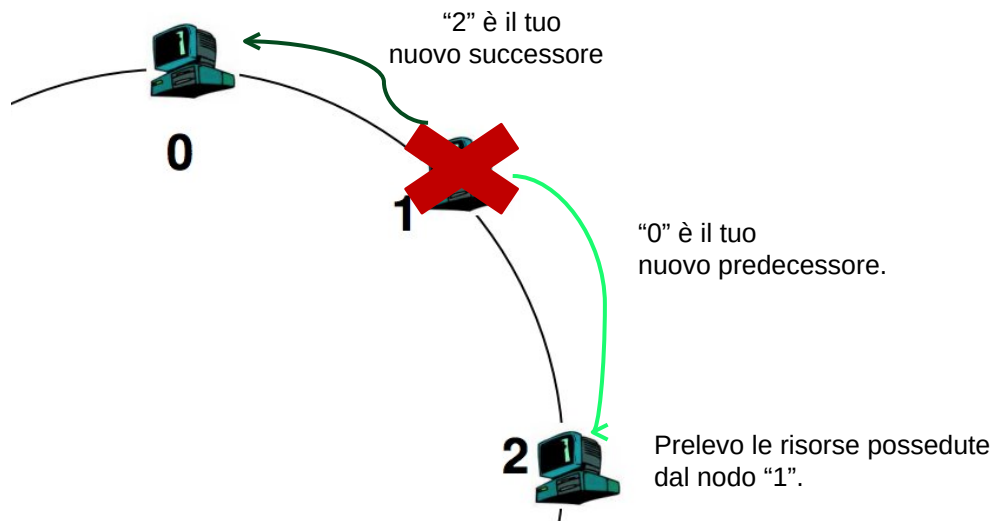 “2” è il tuo
nuovo successore
0
1
“0” è il tuo
nuovo predecessore.
2
Prelevo le risorse possedute
dal nodo “1”.